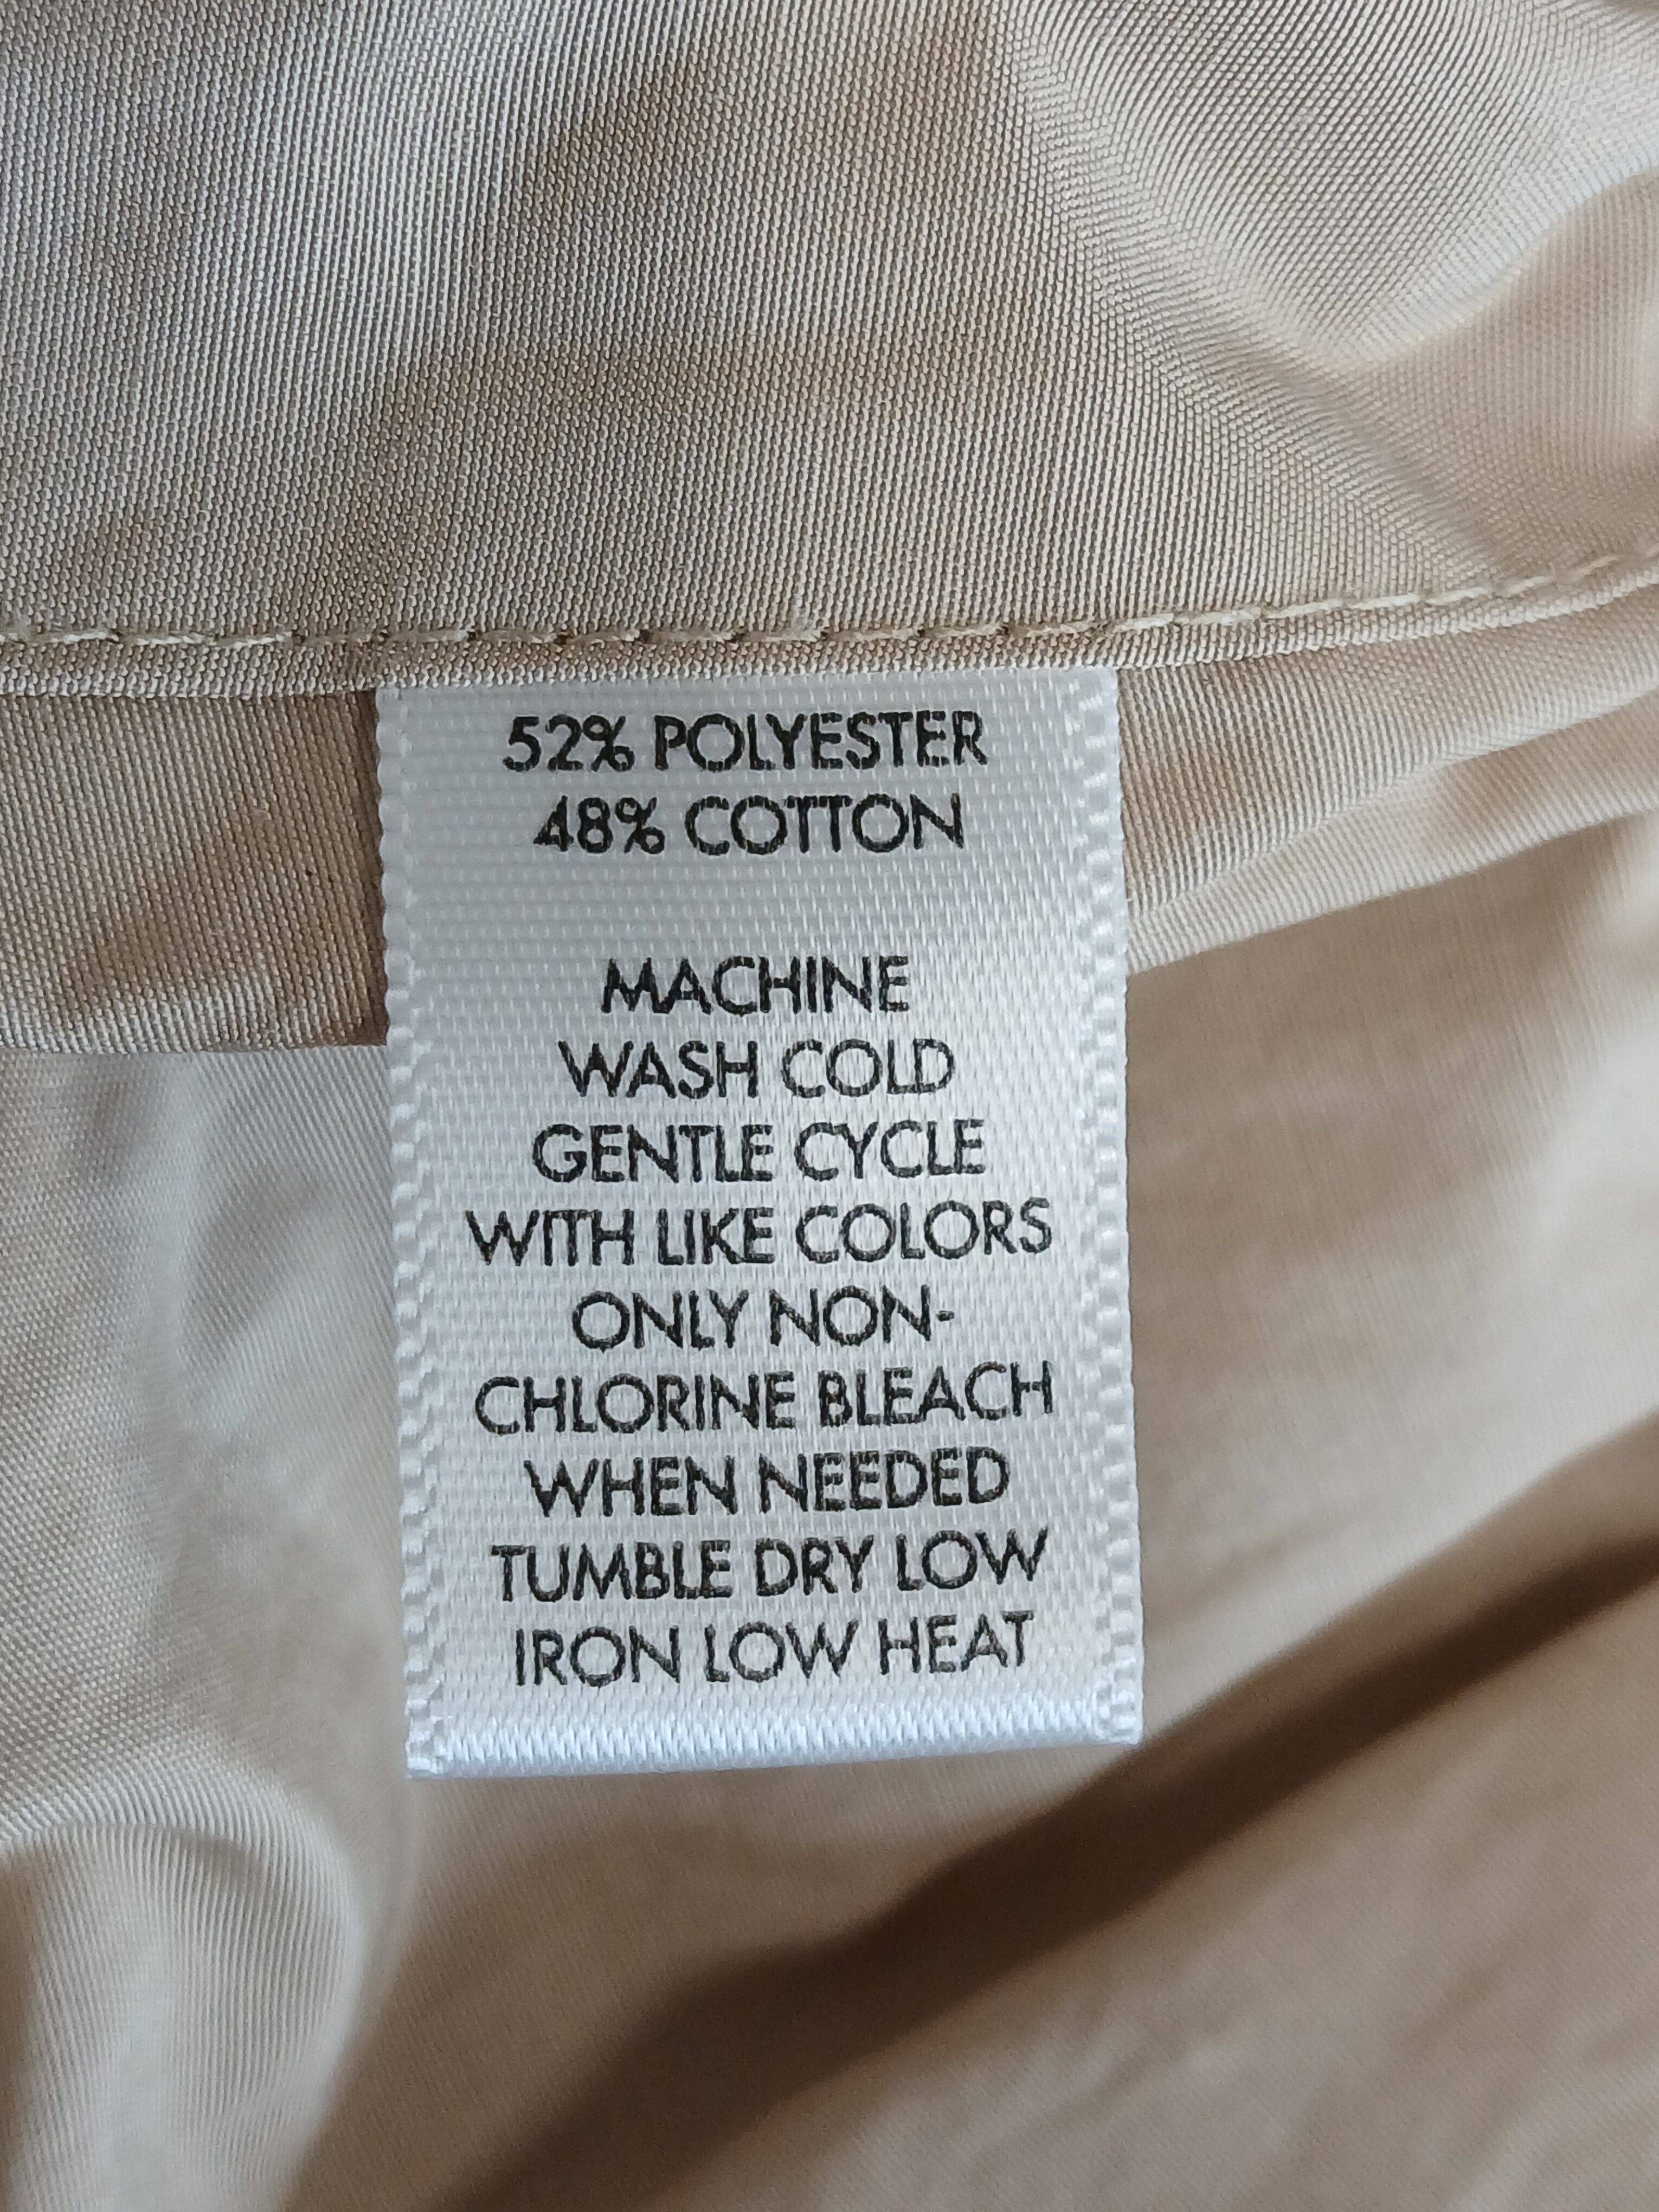 52% POLYESTER
48% COTTON
MACHINE
WASH COLD
GENTLE CYCLE
WITH LIKE COLORS
ONLY NON-
CHLORINE BLEACH
WHEN NEEDED
TUMBLE DRY LOW
IRON LOW HEAT